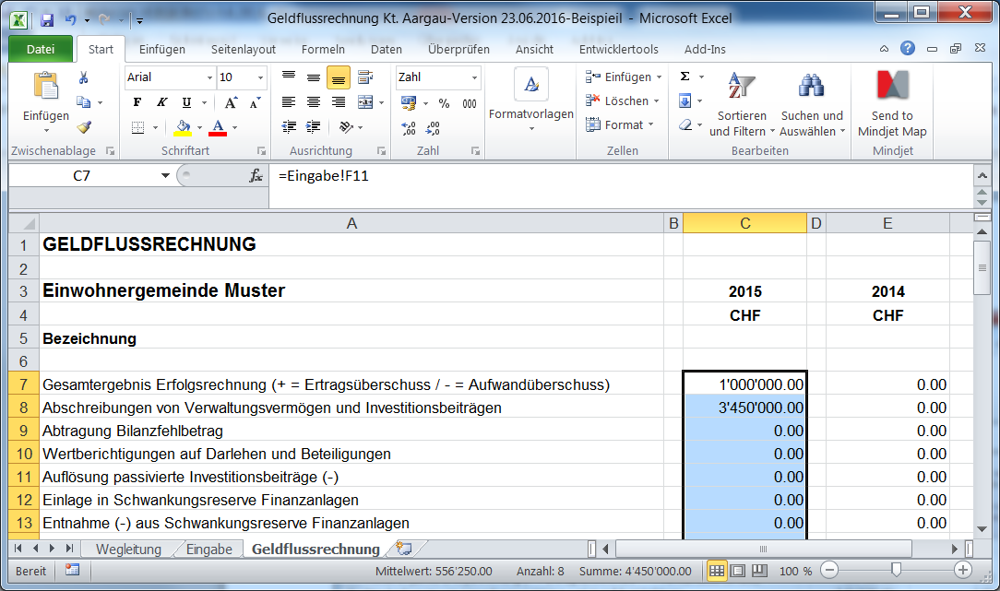 Geldflussrechnung Kt. Aargau-Version 23.06.2016-Beispieil - Microsoft Excel
Datei Start Einfügen Seitenlayout Formeln Daten Überprüfen Ansicht Entwicklertools Add-Ins
Einfügen
Zwischenablage
Arial 10
F K U A A
A
Schriftart
Ausrichtung
Zahl
% 000
Zahl
Formatvorlagen
Einfügen
Löschen
Format
Zellen
Σ
Sortieren
und Filtern
Suchen und
Auswählen
Bearbeiten
Send to
Mindjet Map
Mindjet
C7 fx =Eingabe!F11
A B C D E
1 GELDFLUSSRECHNUNG
2
3 Einwohnergemeinde Muster 2015 2014
4 CHF CHF
5 Bezeichnung
6
7 Gesamtergebnis Erfolgsrechnung (+ = Ertragsüberschuss / - = Aufwandüberschuss) 1'000'000.00 0.00
8 Abschreibungen von Verwaltungsvermögen und Investitionsbeiträgen 3'450'000.00 0.00
9 Abtragung Bilanzfehlbetrag 0.00 0.00
10 Wertberichtigungen auf Darlehen und Beteiligungen 0.00 0.00
11 Auflösung passivierte Investitionsbeiträge (-) 0.00 0.00
12 Einlage in Schwankungsreserve Finanzanlagen 0.00 0.00
13 Entnahme (-) aus Schwankungsreserve Finanzanlagen 0.00 0.00
Wegleitung Eingabe Geldflussrechnung
Bereit Mittelwert: 556'250.00 Anzahl: 8 Summe: 4'450'000.00 100 %